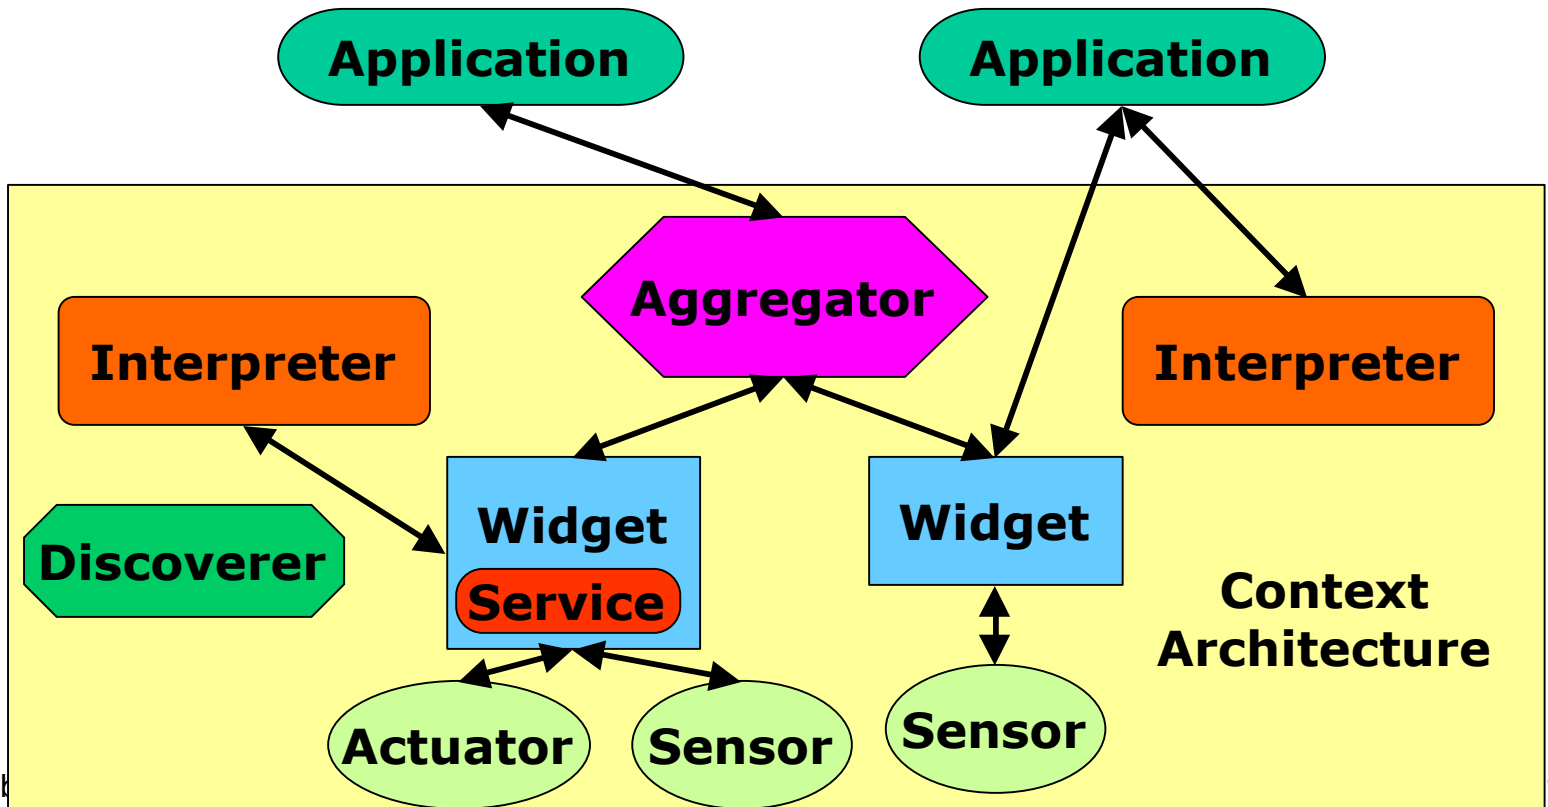 Application
Application
Aggregator
Interpreter
Interpreter
Widget
Widget
Discoverer
Service
Context
Architecture
Actuator
Sensor
Sensor